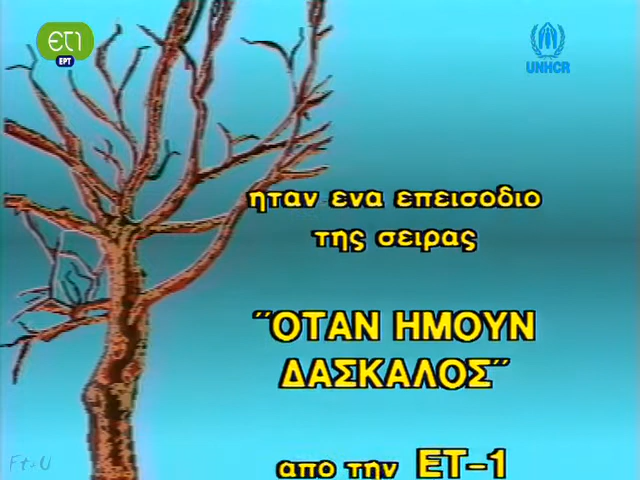 ετ1
ΕΡΤ
UNHCR
ηταν ενα επεισοδιο
της σειρας
"ΟΤΑΝ ΗΜΟΥΝ
ΔΑΣΚΑΛΟΣ"
απο την ΕΤ-1